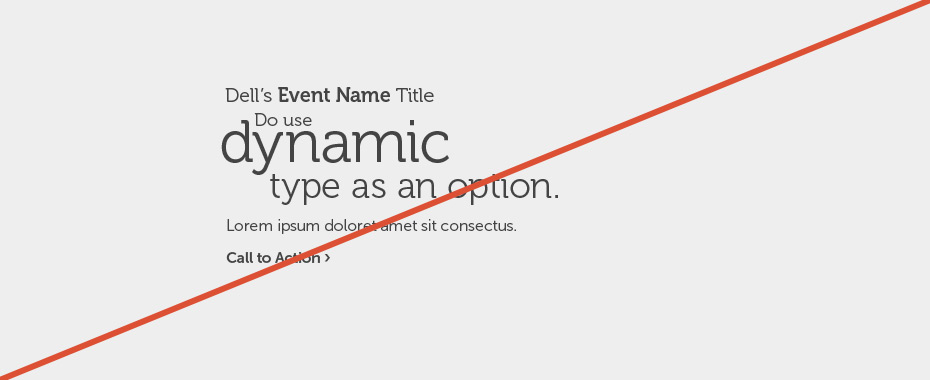 Dell’s Event Name Title
Do use
dynamic
type as an option.
Lorem ipsum doloret amet sit consectus.
Call to Action ›